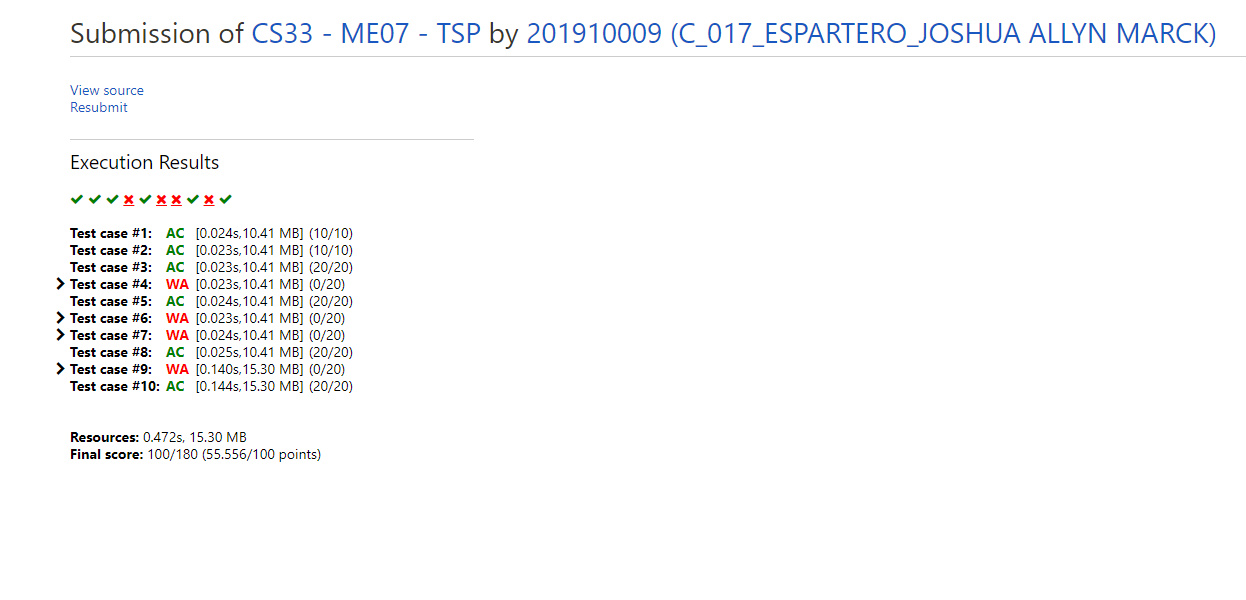 Submission of CS33 - ME07 - TSP by 201910009 (C_017_ESPARTERO_JOSHUA ALLYN MARCK)
View source
Resubmit
Execution Results
Test case #1: AC [0.024s,10.41 MB] (10/10)
Test case #2: AC [0.023s,10.41 MB] (10/10)
Test case #3: AC [0.023s,10.41 MB] (20/20)
Test case #4: WA [0.023s,10.41 MB] (0/20)
Test case #5: AC [0.024s,10.41 MB] (20/20)
Test case #6: WA [0.023s,10.41 MB] (0/20)
Test case #7: WA [0.024s,10.41 MB] (0/20)
Test case #8: AC [0.025s,10.41 MB] (20/20)
Test case #9: WA [0.140s,15.30 MB] (0/20)
Test case #10: AC [0.144s,15.30 MB] (20/20)
Resources: 0.472s, 15.30 MB
Final score: 100/180 (55.556/100 points)